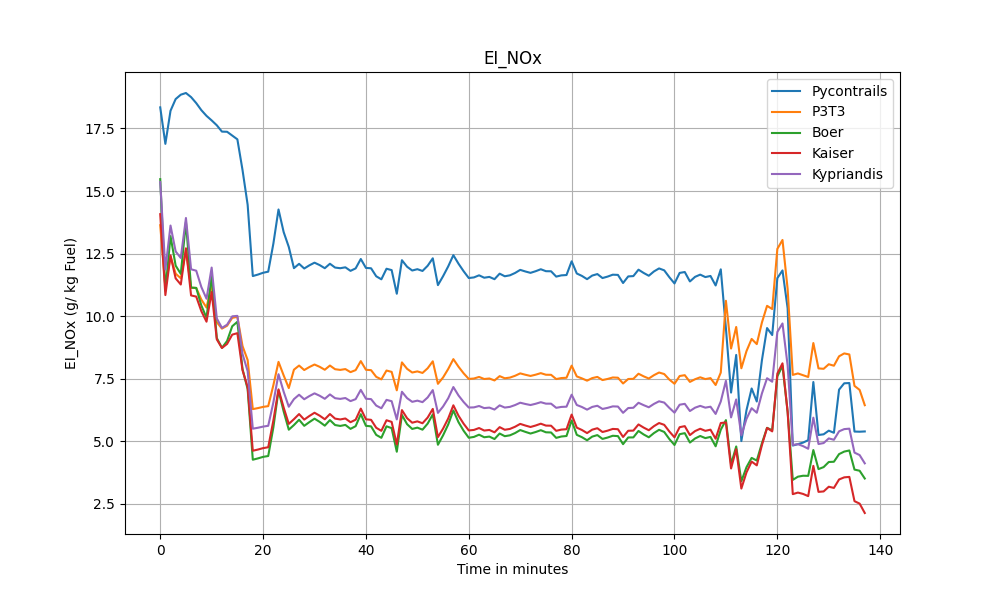 EI_NOx
Pycontrails
P3T3
Boer
Kaiser
Kypriandis
EI_NOx (g/ kg Fuel)
17.5
15.0
12.5
10.0
7.5
5.0
2.5
0 20 40 60 80 100 120 140
Time in minutes